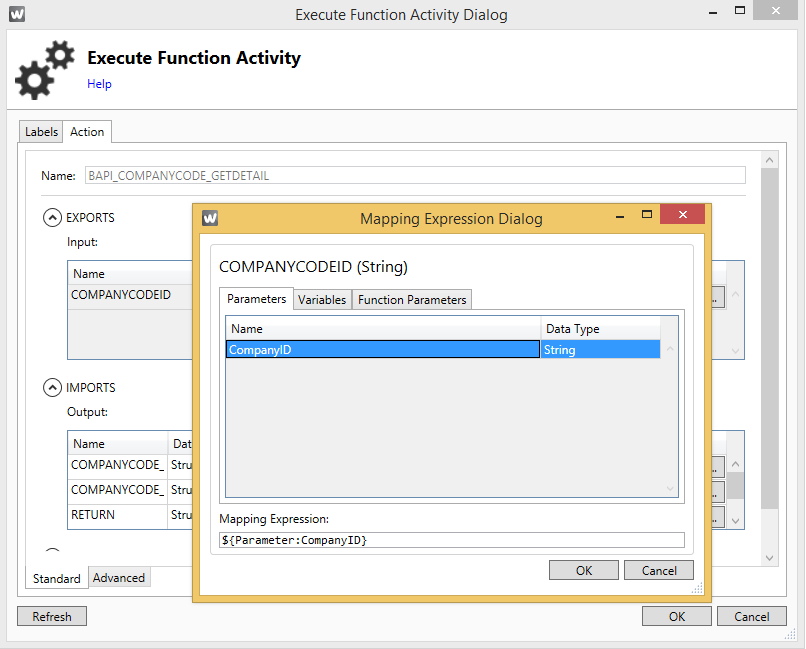 W
Execute Function Activity Dialog
Execute Function Activity
Help
Labels
Action
Name:
BAPI_COMPANYCODE_GETDETAIL
EXPORTS
Input:
Name
COMPANYCODEID
..
IMPORTS
Output:
Name
Dat
COMPANYCODE_
Stru
..
COMPANYCODE_
Stru
..
RETURN
Stru
..
Standard
Advanced
Refresh
OK
Cancel
W
Mapping Expression Dialog
COMPANYCODEID (String)
Parameters
Variables
Function Parameters
Name
Data Type
CompanyID
String
Mapping Expression:
${Parameter:CompanyID}
OK
Cancel